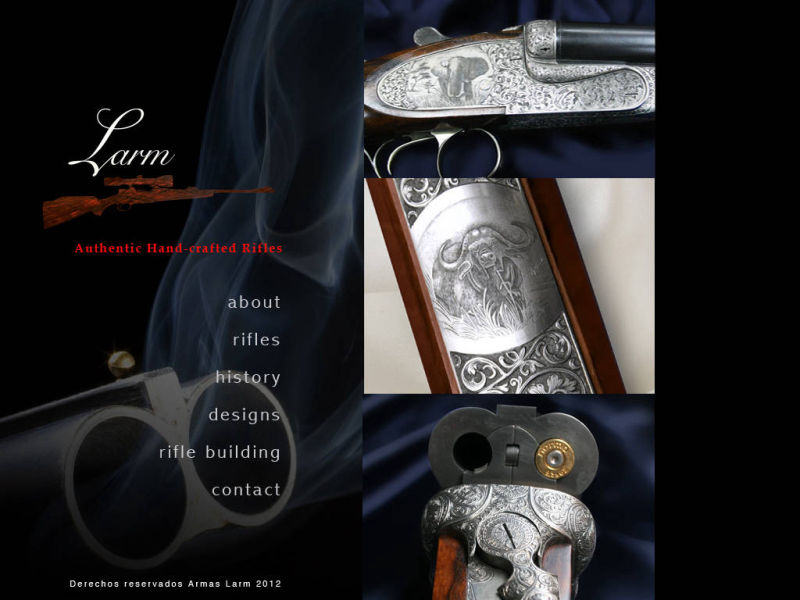 Larm
Authentic Hand-crafted Rifles
about
rifles
history
designs
rifle building
contact
Derechos reservados Armas Larm 2012